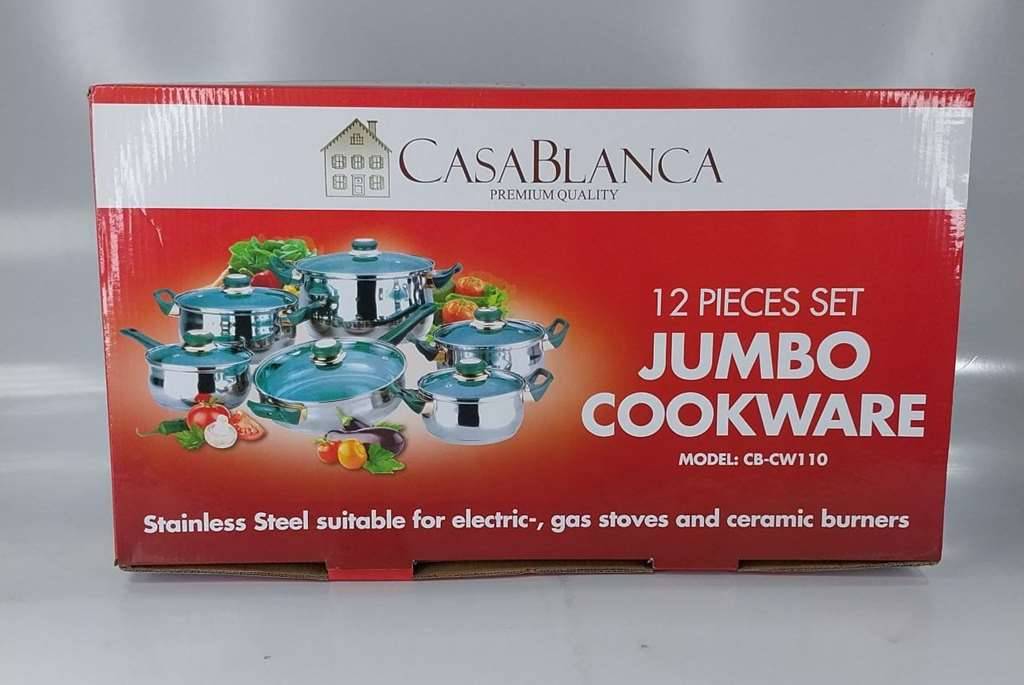 CASABLANCA
PREMIUM QUALITY
12 PIECES SET
JUMBO
COOKWARE
MODEL: CB-CW110
Stainless Steel suitable for electric-, gas stoves and ceramic burners